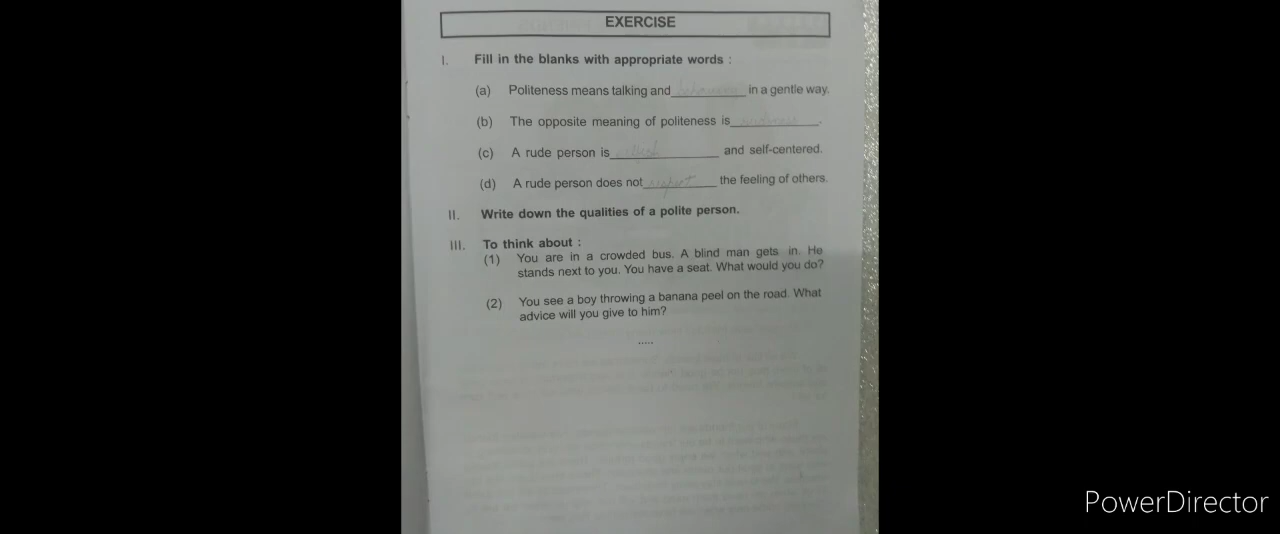 EXERCISE
I. Fill in the blanks with appropriate words :
(a) Politeness means talking and in a gentle way.
(b) The opposite meaning of politeness is rudeness.
(c) A rude person is selfish and self-centered.
(d) A rude person does not respect the feeling of others.
II. Write down the qualities of a polite person.
III. To think about :
(1) You are in a crowded bus. A blind man gets in. He
stands next to you. You have a seat. What would you do?
(2) You see a boy throwing a banana peel on the road. What
advice will you give to him?
.....
PowerDirector